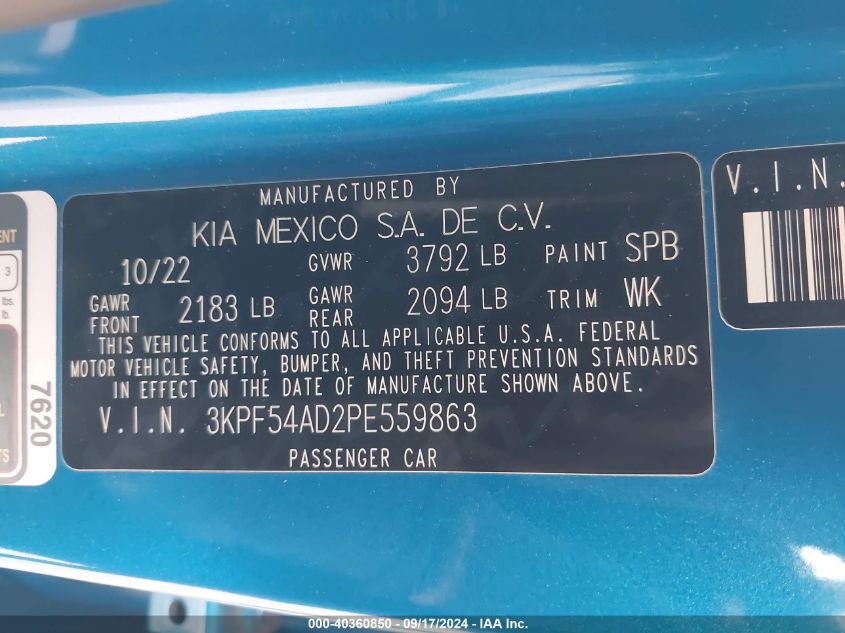 MANUFACTURED BY
KIA MEXICO S.A. DE C.V.
10/22 GVWR 3792 LB PAINT SPB
GAWR FRONT 2183 LB GAWR REAR 2094 LB TRIM WK
THIS VEHICLE CONFORMS TO ALL APPLICABLE U.S.A. FEDERAL
MOTOR VEHICLE SAFETY, BUMPER, AND THEFT PREVENTION STANDARDS
IN EFFECT ON THE DATE OF MANUFACTURE SHOWN ABOVE.
V.I.N. 3KPF54AD2PE559863
PASSENGER CAR
V.I.N.
3
lbs.
lb.
7620
000-40360850 - 09/17/2024 - IAA Inc.